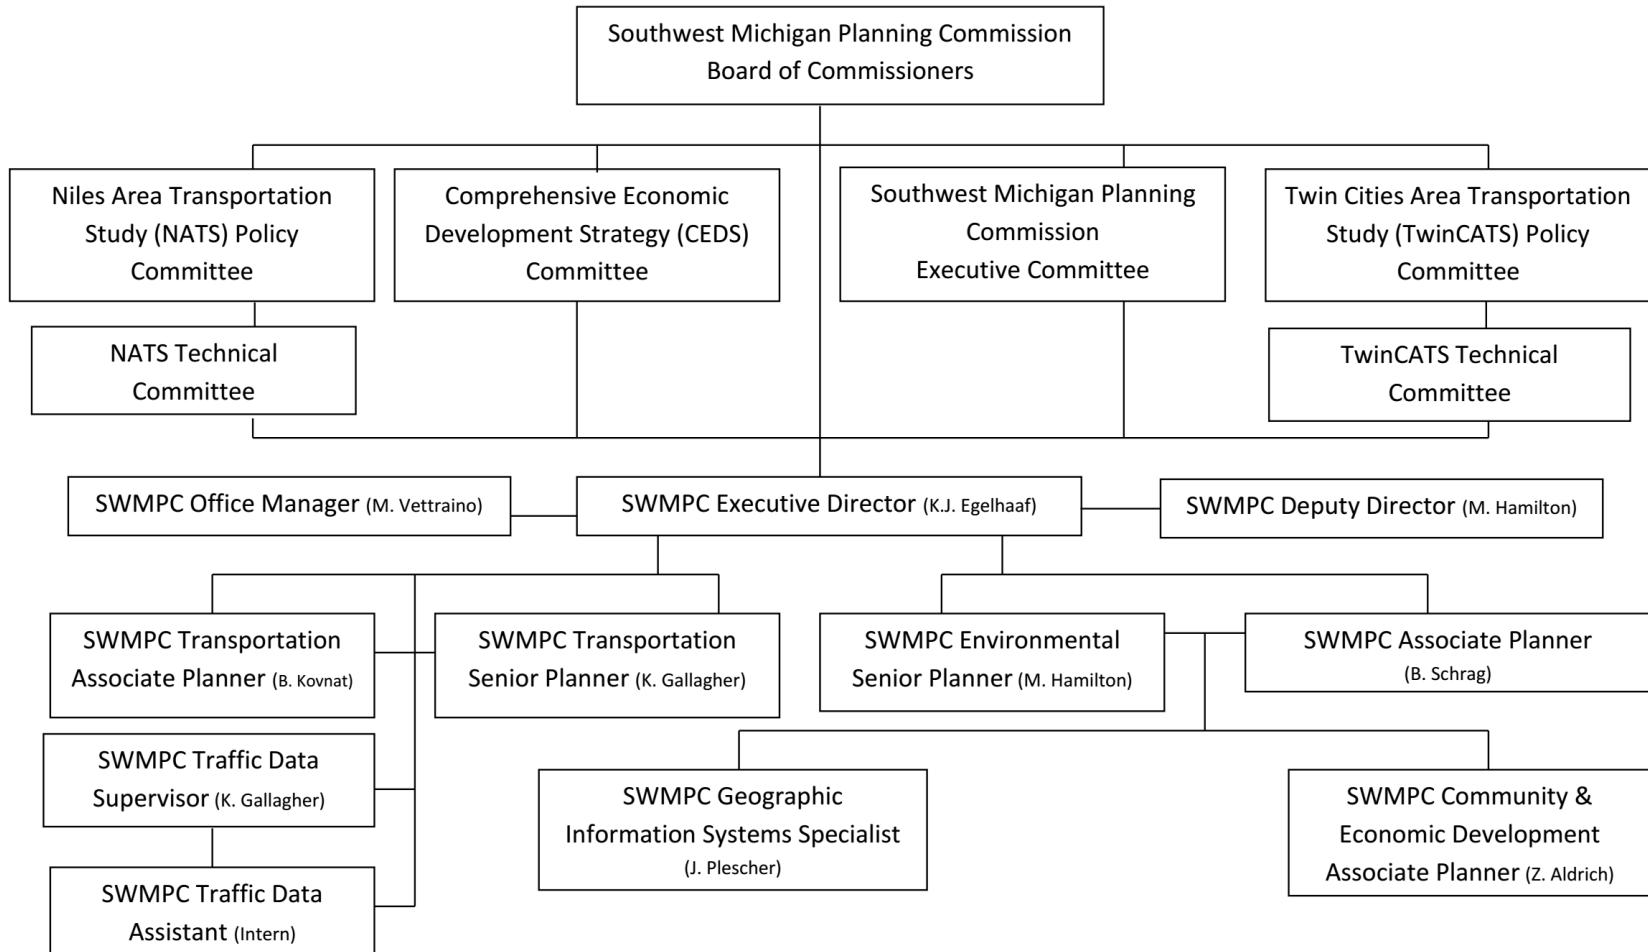 Southwest Michigan Planning Commission
Board of Commissioners
Niles Area Transportation
Study (NATS) Policy
Committee
Comprehensive Economic
Development Strategy (CEDS)
Committee
Southwest Michigan Planning
Commission
Executive Committee
Twin Cities Area Transportation
Study (TwinCATS) Policy
Committee
NATS Technical
Committee
TwinCATS Technical
Committee
SWMPC Office Manager (M. Vettraino)
SWMPC Executive Director (K.J. Egelhaaf)
SWMPC Deputy Director (M. Hamilton)
SWMPC Transportation
Associate Planner (B. Kovnat)
SWMPC Transportation
Senior Planner (K. Gallagher)
SWMPC Environmental
Senior Planner (M. Hamilton)
SWMPC Associate Planner
(B. Schrag)
SWMPC Traffic Data
Supervisor (K. Gallagher)
SWMPC Geographic
Information Systems Specialist
(J. Plescher)
SWMPC Community &
Economic Development
Associate Planner (Z. Aldrich)
SWMPC Traffic Data
Assistant (Intern)